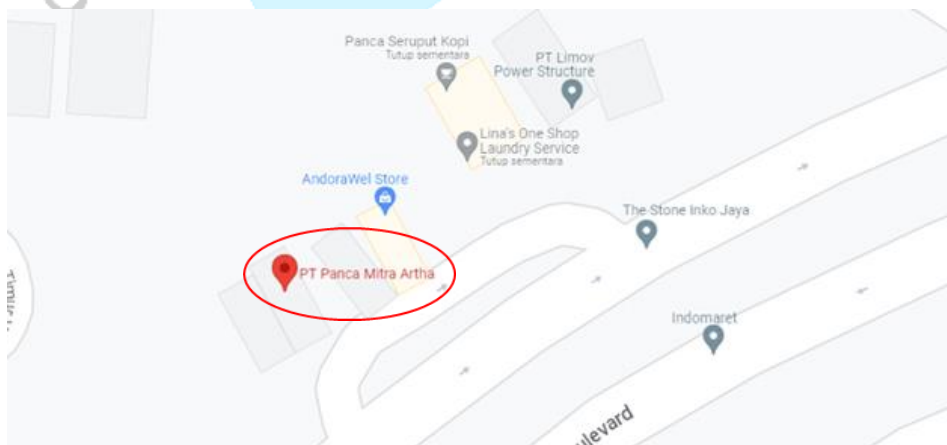 Panca Seruput Kopi
Tutup sementara
PT Limov
Power Structure
Lina's One Shop
Laundry Service
Tutup sementara
AndoraWel Store
The Stone Inko Jaya
PT Panca Mitra Artha
Indomaret